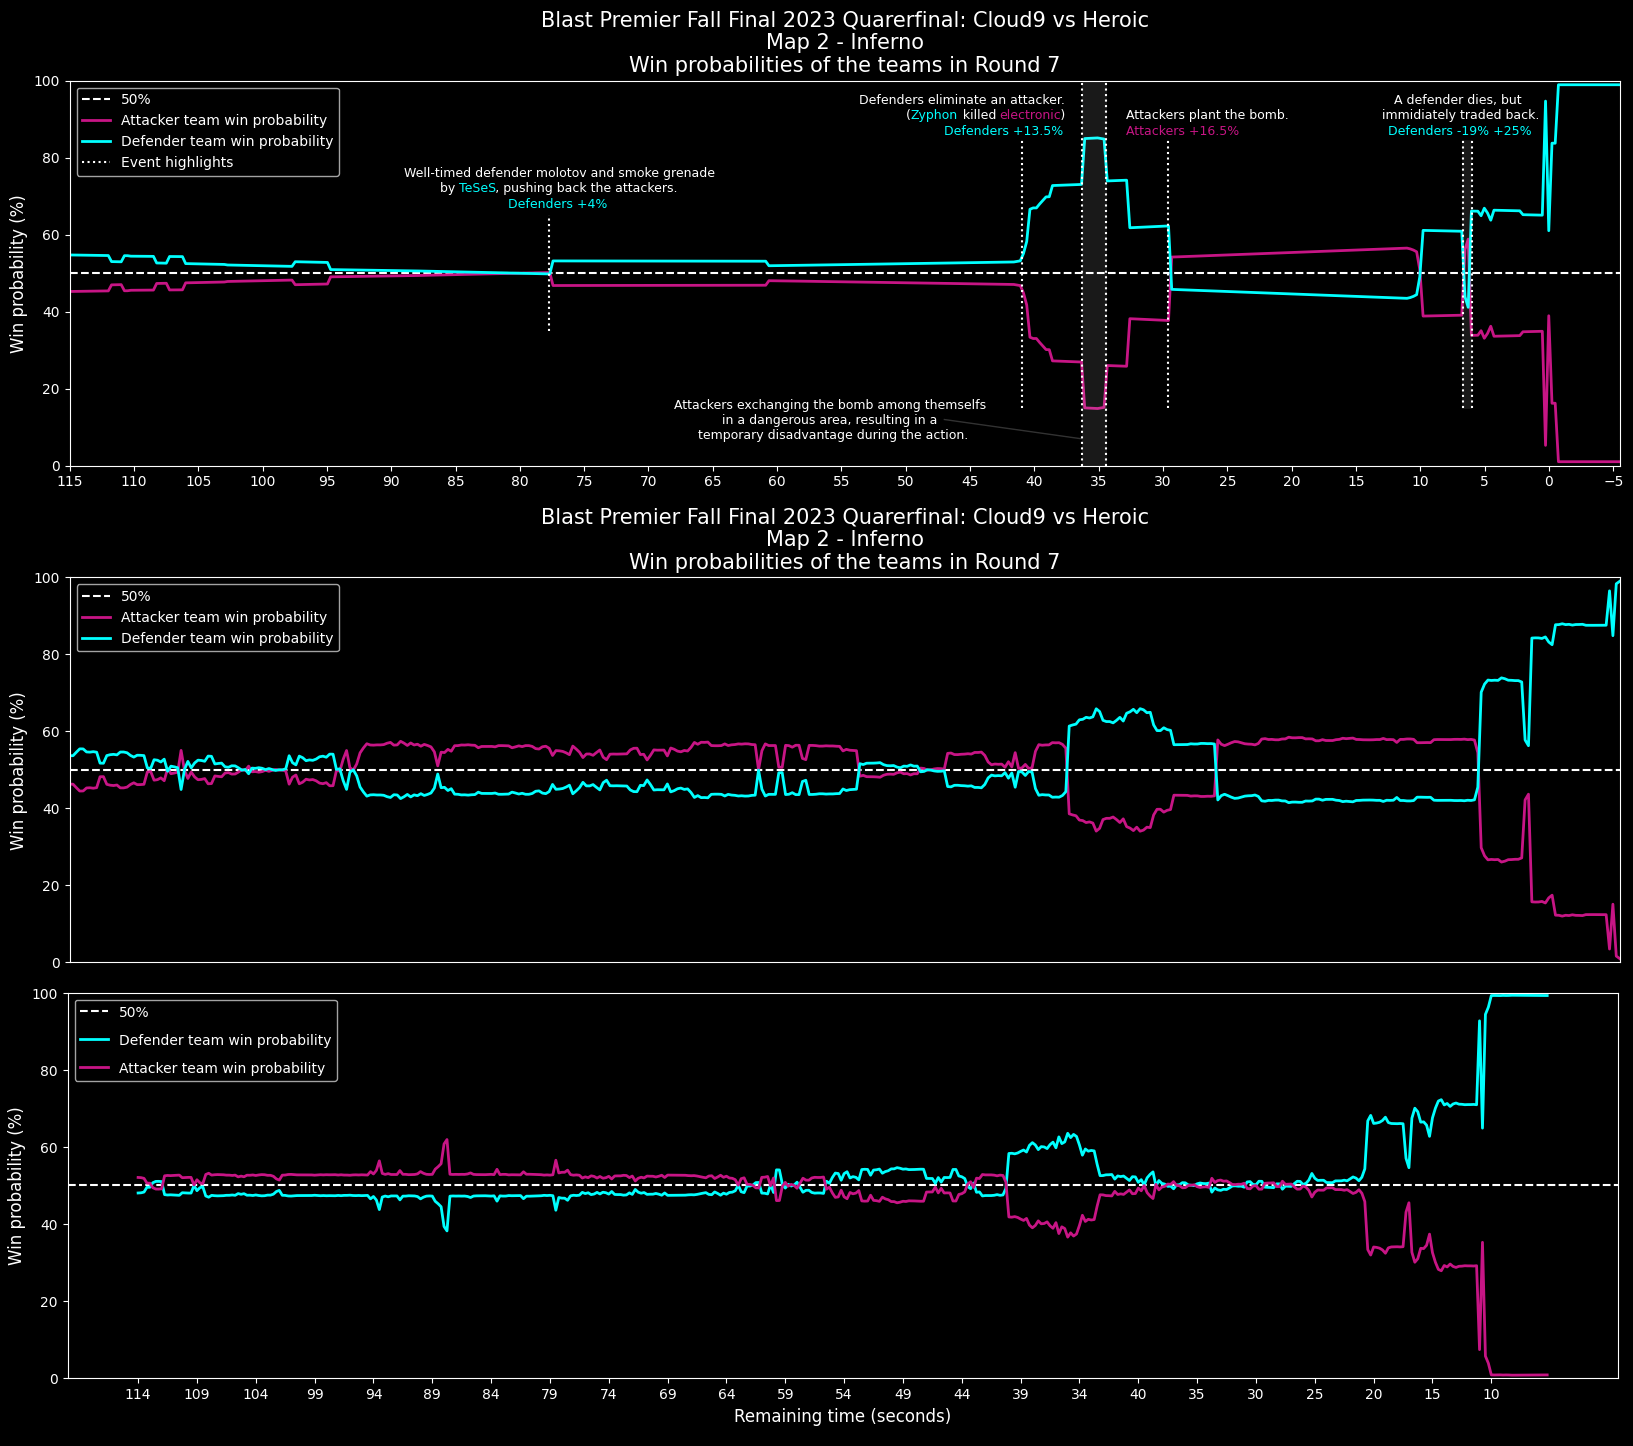 Blast Premier Fall Final 2023 Quarerfinal: Cloud9 vs Heroic
Map 2 - Inferno
Win probabilities of the teams in Round 7
Win probability (%)
100
80
60
40
20
0
50%
Attacker team win probability
Defender team win probability
Event highlights
Well-timed defender molotov and smoke grenade
by TeSeS, pushing back the attackers.
Defenders +4%
Defenders eliminate an attacker.
(Zyphon killed electronic)
Defenders +13.5%
Attackers plant the bomb.
Attackers +16.5%
A defender dies, but
immidiately traded back.
Defenders -19% +25%
Attackers exchanging the bomb among themselfs
in a dangerous area, resulting in a
temporary disadvantage during the action.
115 110 105 100 95 90 85 80 75 70 65 60 55 50 45 40 35 30 25 20 15 10 5 0 −5
Blast Premier Fall Final 2023 Quarerfinal: Cloud9 vs Heroic
Map 2 - Inferno
Win probabilities of the teams in Round 7
Win probability (%)
100
80
60
40
20
0
50%
Attacker team win probability
Defender team win probability
Win probability (%)
100
80
60
40
20
0
50%
Defender team win probability
Attacker team win probability
114 109 104 99 94 89 84 79 74 69 64 59 54 49 44 39 34 40 35 30 25 20 15 10
Remaining time (seconds)